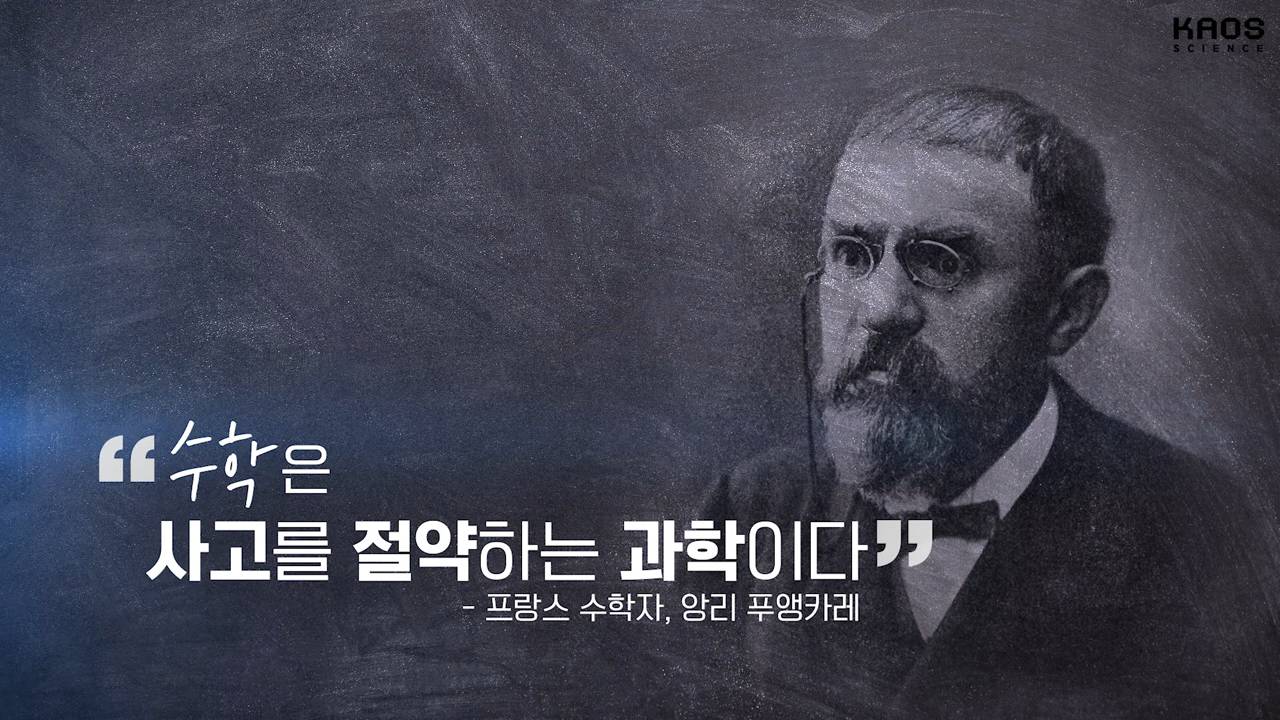 KAOS
SCIENCE
“수학은
사고를 절약하는 과학이다”
- 프랑스 수학자, 앙리 푸앵카레